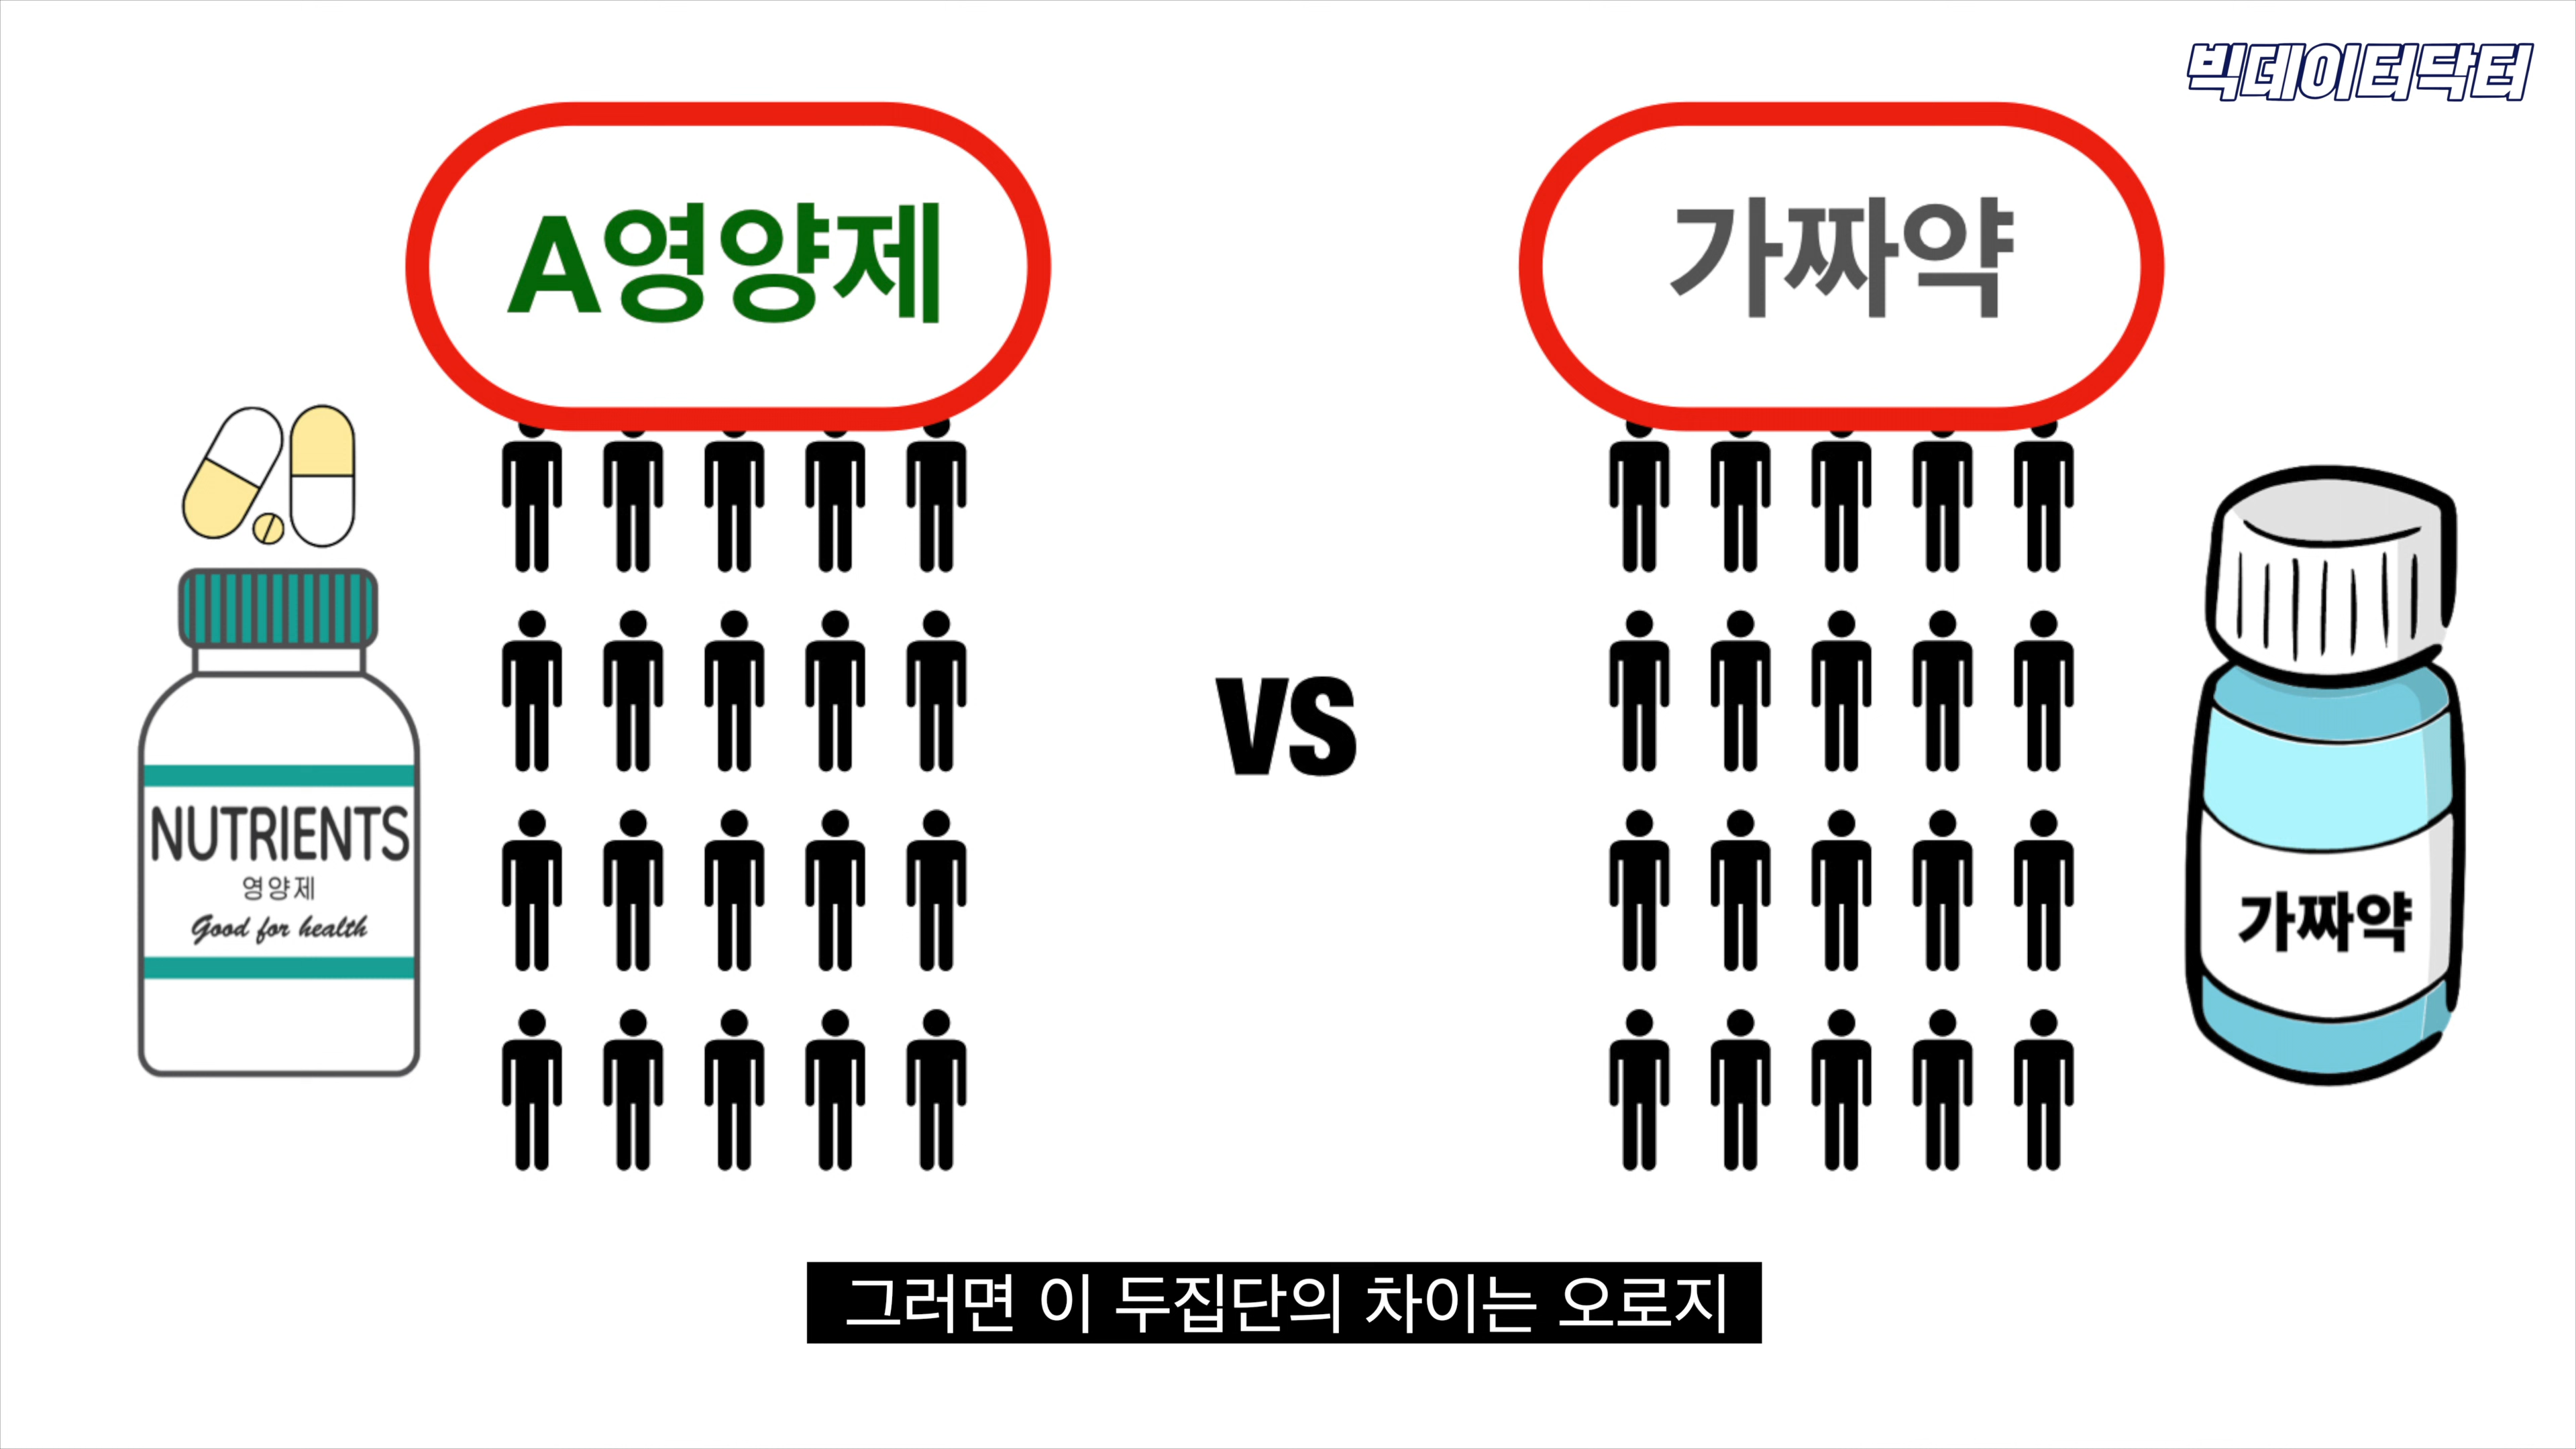 빅데이터닥터
A영양제
가짜약
VS
NUTRIENTS
영양제
Good for health
가짜약
그러면 이 두집단의 차이는 오로지